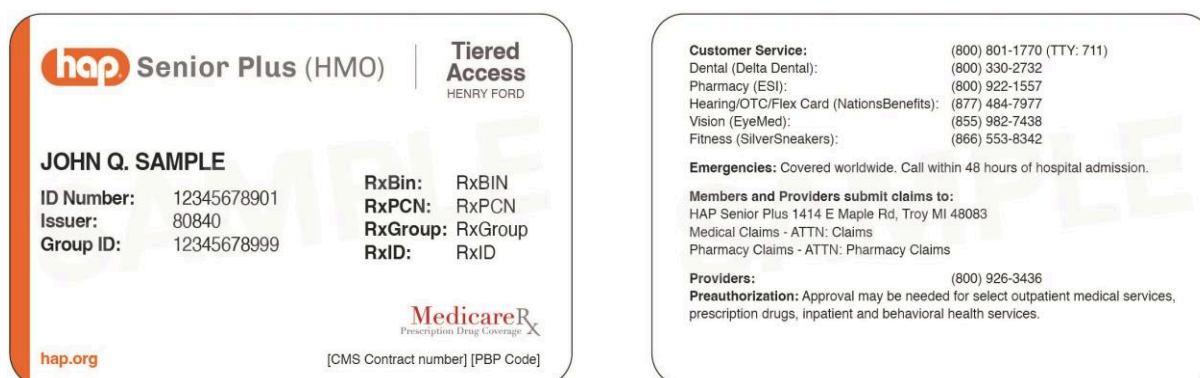 hap. Senior Plus (HMO)
Tiered
Access
HENRY FORD
JOHN Q. SAMPLE
ID Number: 12345678901
Issuer: 80840
Group ID: 12345678999
RxBin: RxBIN
RxPCN: RxPCN
RxGroup: RxGroup
RxID: RxID
MedicareRx
Prescription Drug Coverage
hap.org
[CMS Contract number] [PBP Code]
SAMPLE
Customer Service: (800) 801-1770 (TTY: 711)
Dental (Delta Dental): (800) 330-2732
Pharmacy (ESI): (800) 922-1557
Hearing/OTC/Flex Card (NationsBenefits): (877) 484-7977
Vision (EyeMed): (855) 982-7438
Fitness (SilverSneakers): (866) 553-8342
Emergencies: Covered worldwide. Call within 48 hours of hospital admission.
Members and Providers submit claims to:
HAP Senior Plus 1414 E Maple Rd, Troy MI 48083
Medical Claims - ATTN: Claims
Pharmacy Claims - ATTN: Pharmacy Claims
Providers: (800) 926-3436
Preauthorization: Approval may be needed for select outpatient medical services,
prescription drugs, inpatient and behavioral health services.
SAMPLE